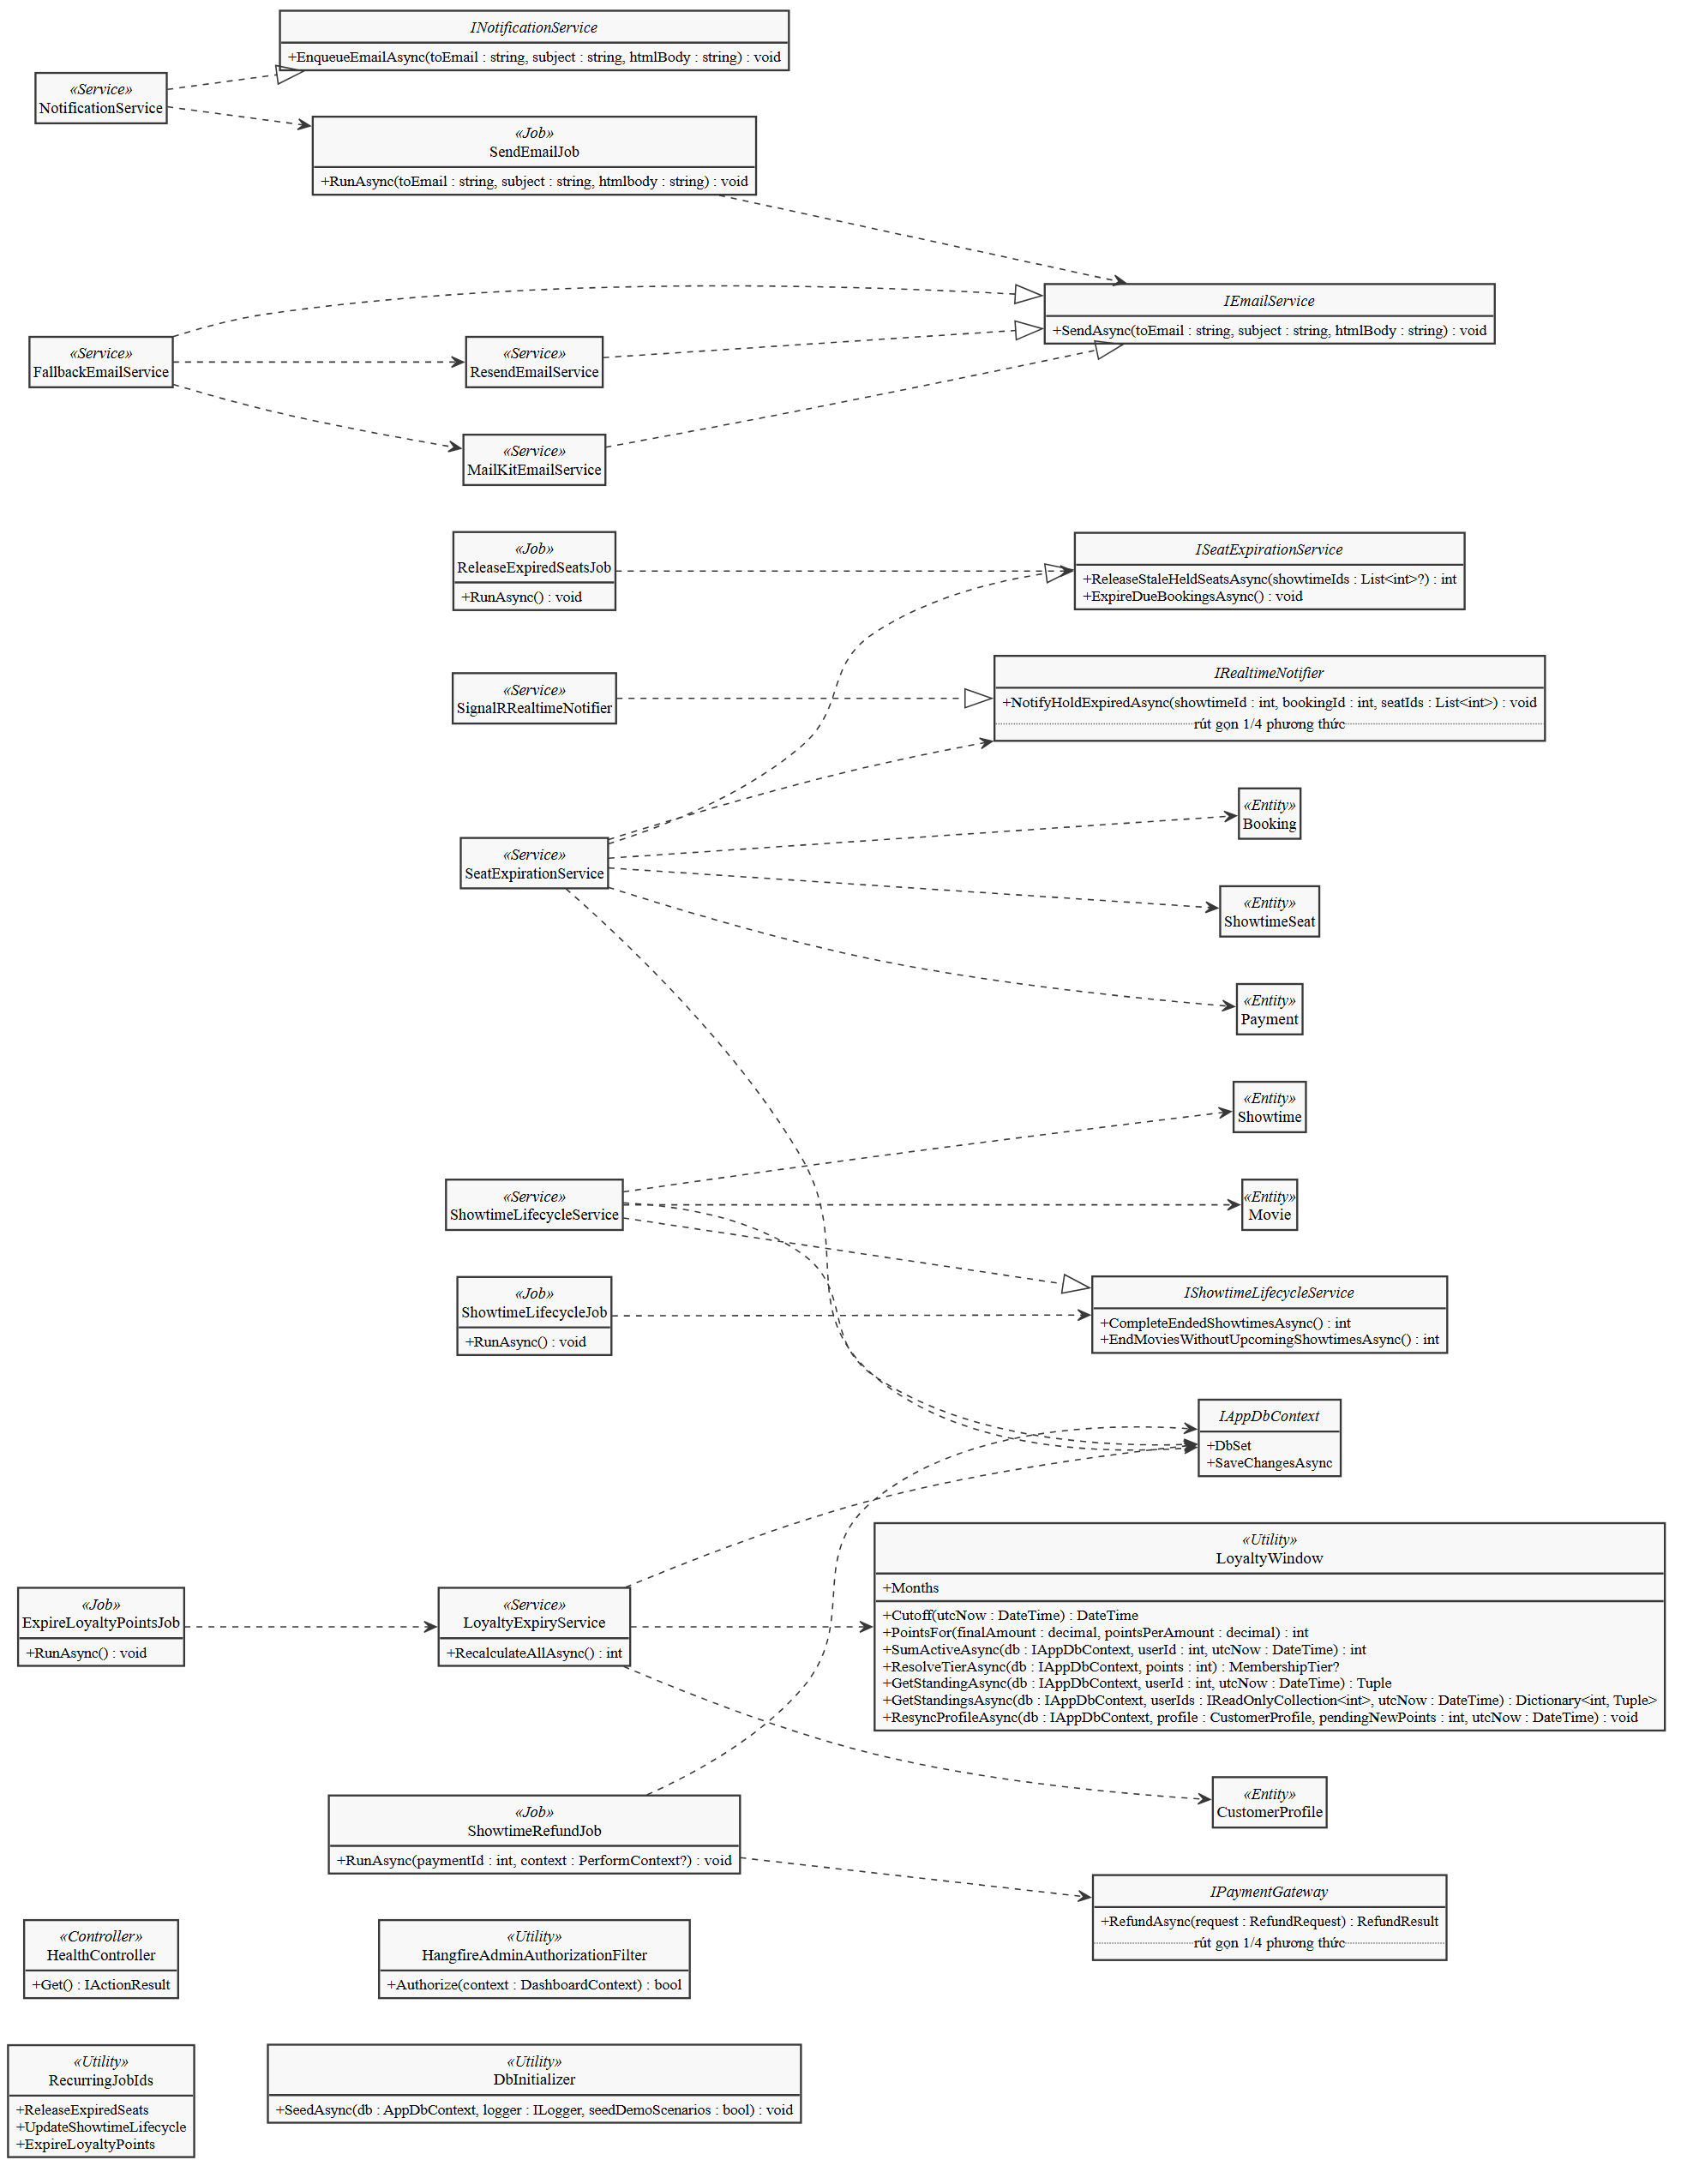 INotificationService
+EnqueueEmailAsync(toEmail : string, subject : string, htmlBody : string) : void
«Service»
NotificationService
«Job»
SendEmailJob
+RunAsync(toEmail : string, subject : string, htmlbody : string) : void
IEmailService
+SendAsync(toEmail : string, subject : string, htmlBody : string) : void
«Service»
FallbackEmailService
«Service»
ResendEmailService
«Service»
MailKitEmailService
«Job»
ReleaseExpiredSeatsJob
+RunAsync() : void
ISeatExpirationService
+ReleaseStaleHeldSeatsAsync(showtimeIds : List<int>?) : int
+ExpireDueBookingsAsync() : void
«Service»
SignalRRealtimeNotifier
IRealtimeNotifier
+NotifyHoldExpiredAsync(showtimeId : int, bookingId : int, seatIds : List<int>) : void
rút gọn 1/4 phương thức
«Entity»
Booking
«Service»
SeatExpirationService
«Entity»
ShowtimeSeat
«Entity»
Payment
«Entity»
Showtime
«Service»
ShowtimeLifecycleService
«Entity»
Movie
«Job»
ShowtimeLifecycleJob
+RunAsync() : void
IShowtimeLifecycleService
+CompleteEndedShowtimesAsync() : int
+EndMoviesWithoutUpcomingShowtimesAsync() : int
IAppDbContext
+DbSet
+SaveChangesAsync
«Utility»
LoyaltyWindow
+Months
+Cutoff(utcNow : DateTime) : DateTime
+PointsFor(finalAmount : decimal, pointsPerAmount : decimal) : int
+SumActiveAsync(db : IAppDbContext, userId : int, utcNow : DateTime) : int
+ResolveTierAsync(db : IAppDbContext, points : int) : MembershipTier?
+GetStandingAsync(db : IAppDbContext, userId : int, utcNow : DateTime) : Tuple
+GetStandingsAsync(db : IAppDbContext, userIds : IReadOnlyCollection<int>, utcNow : DateTime) : Dictionary<int, Tuple>
+ResyncProfileAsync(db : IAppDbContext, profile : CustomerProfile, pendingNewPoints : int, utcNow : DateTime) : void
«Job»
ExpireLoyaltyPointsJob
+RunAsync() : void
«Service»
LoyaltyExpiryService
+RecalculateAllAsync() : int
«Entity»
CustomerProfile
«Job»
ShowtimeRefundJob
+RunAsync(paymentId : int, context : PerformContext?) : void
IPaymentGateway
+RefundAsync(request : RefundRequest) : RefundResult
rút gọn 1/4 phương thức
«Controller»
HealthController
+Get() : IActionResult
«Utility»
HangfireAdminAuthorizationFilter
+Authorize(context : DashboardContext) : bool
«Utility»
RecurringJobIds
+ReleaseExpiredSeats
+UpdateShowtimeLifecycle
+ExpireLoyaltyPoints
«Utility»
DbInitializer
+SeedAsync(db : AppDbContext, logger : ILogger, seedDemoScenarios : bool) : void